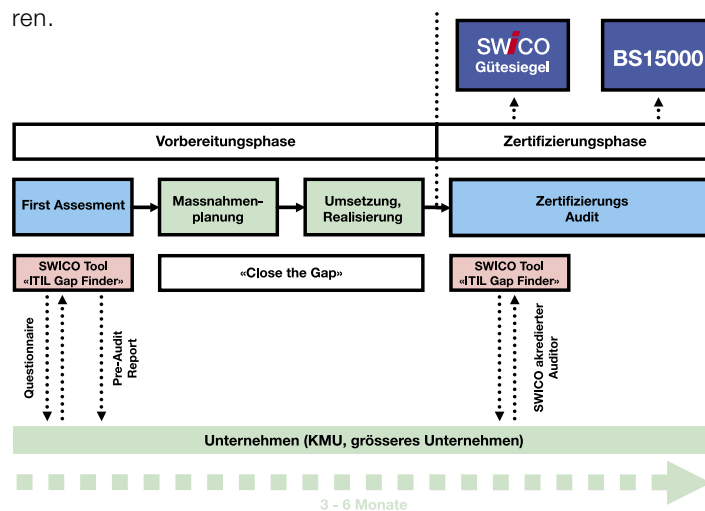 ren.
SWiCO
Gütesiegel
BS15000
Vorbereitungsphase
Zertifizierungsphase
First Assesment
Massnahmen-
planung
Umsetzung,
Realisierung
Zertifizierungs
Audit
SWICO Tool
«ITIL Gap Finder»
«Close the Gap»
SWICO Tool
«ITIL Gap Finder»
Questionnaire
Pre-Audit
Report
SWICO akredierter
Auditor
Unternehmen (KMU, grösseres Unternehmen)
3 - 6 Monate